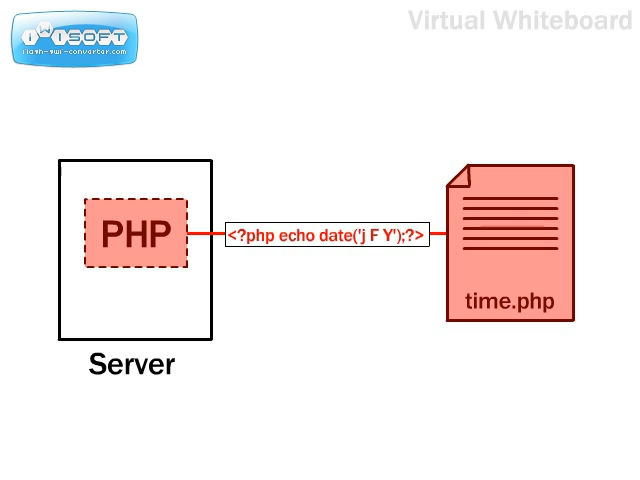 iWiSOFT
flash-swf-converter.com
Virtual Whiteboard
PHP
<?php echo date('j F Y');?>
time.php
Server